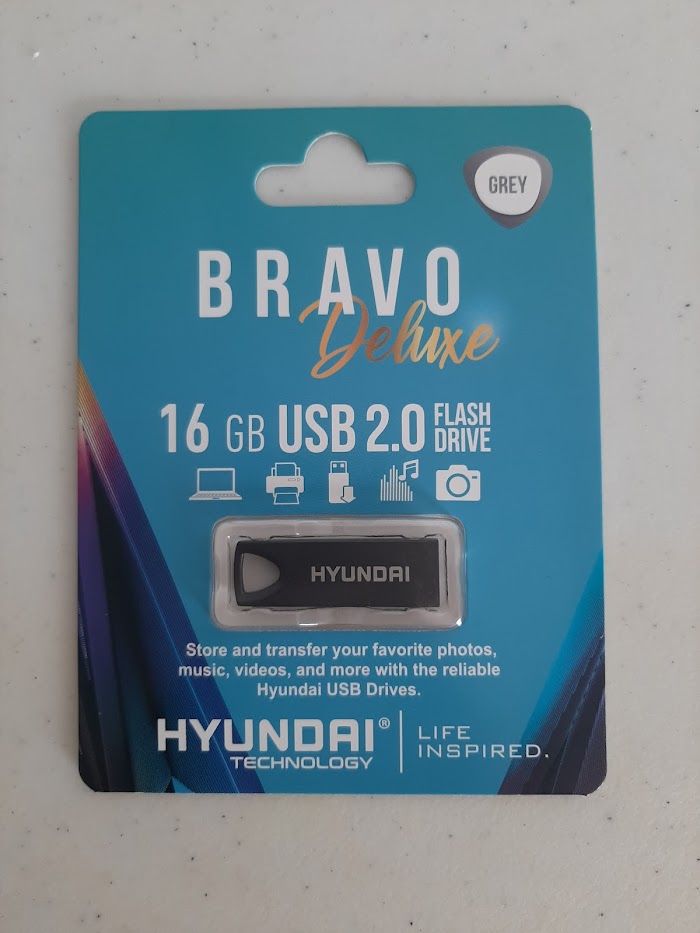 GREY
BRAVO
Deluxe
16 GB USB 2.0 FLASH DRIVE
HYUNDAI
Store and transfer your favorite photos,
music, videos, and more with the reliable
Hyundai USB Drives.
HYUNDAI®
TECHNOLOGY
LIFE
INSPIRED.